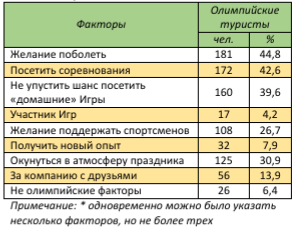 Факторы
Олимпийские
туристы
чел. %
Желание поболеть 181 44,8
Посетить соревнования 172 42,6
Не упустить шанс посетить
«домашние» Игры 160 39,6
Участник Игр 17 4,2
Желание поддержать спортсменов 108 26,7
Получить новый опыт 32 7,9
Окунуться в атмосферу праздника 125 30,9
За компанию с друзьями 56 13,9
Не олимпийские факторы 26 6,4
Примечание: * одновременно можно было указать
несколько факторов, но не более трех